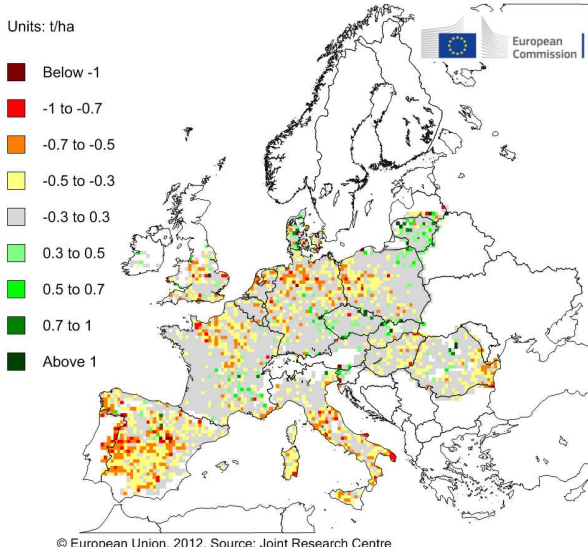 Units: t/ha
European
Commission
Below -1
-1 to -0.7
-0.7 to -0.5
-0.5 to -0.3
-0.3 to 0.3
0.3 to 0.5
0.5 to 0.7
0.7 to 1
Above 1
© European Union, 2012. Source: Joint Research Centre